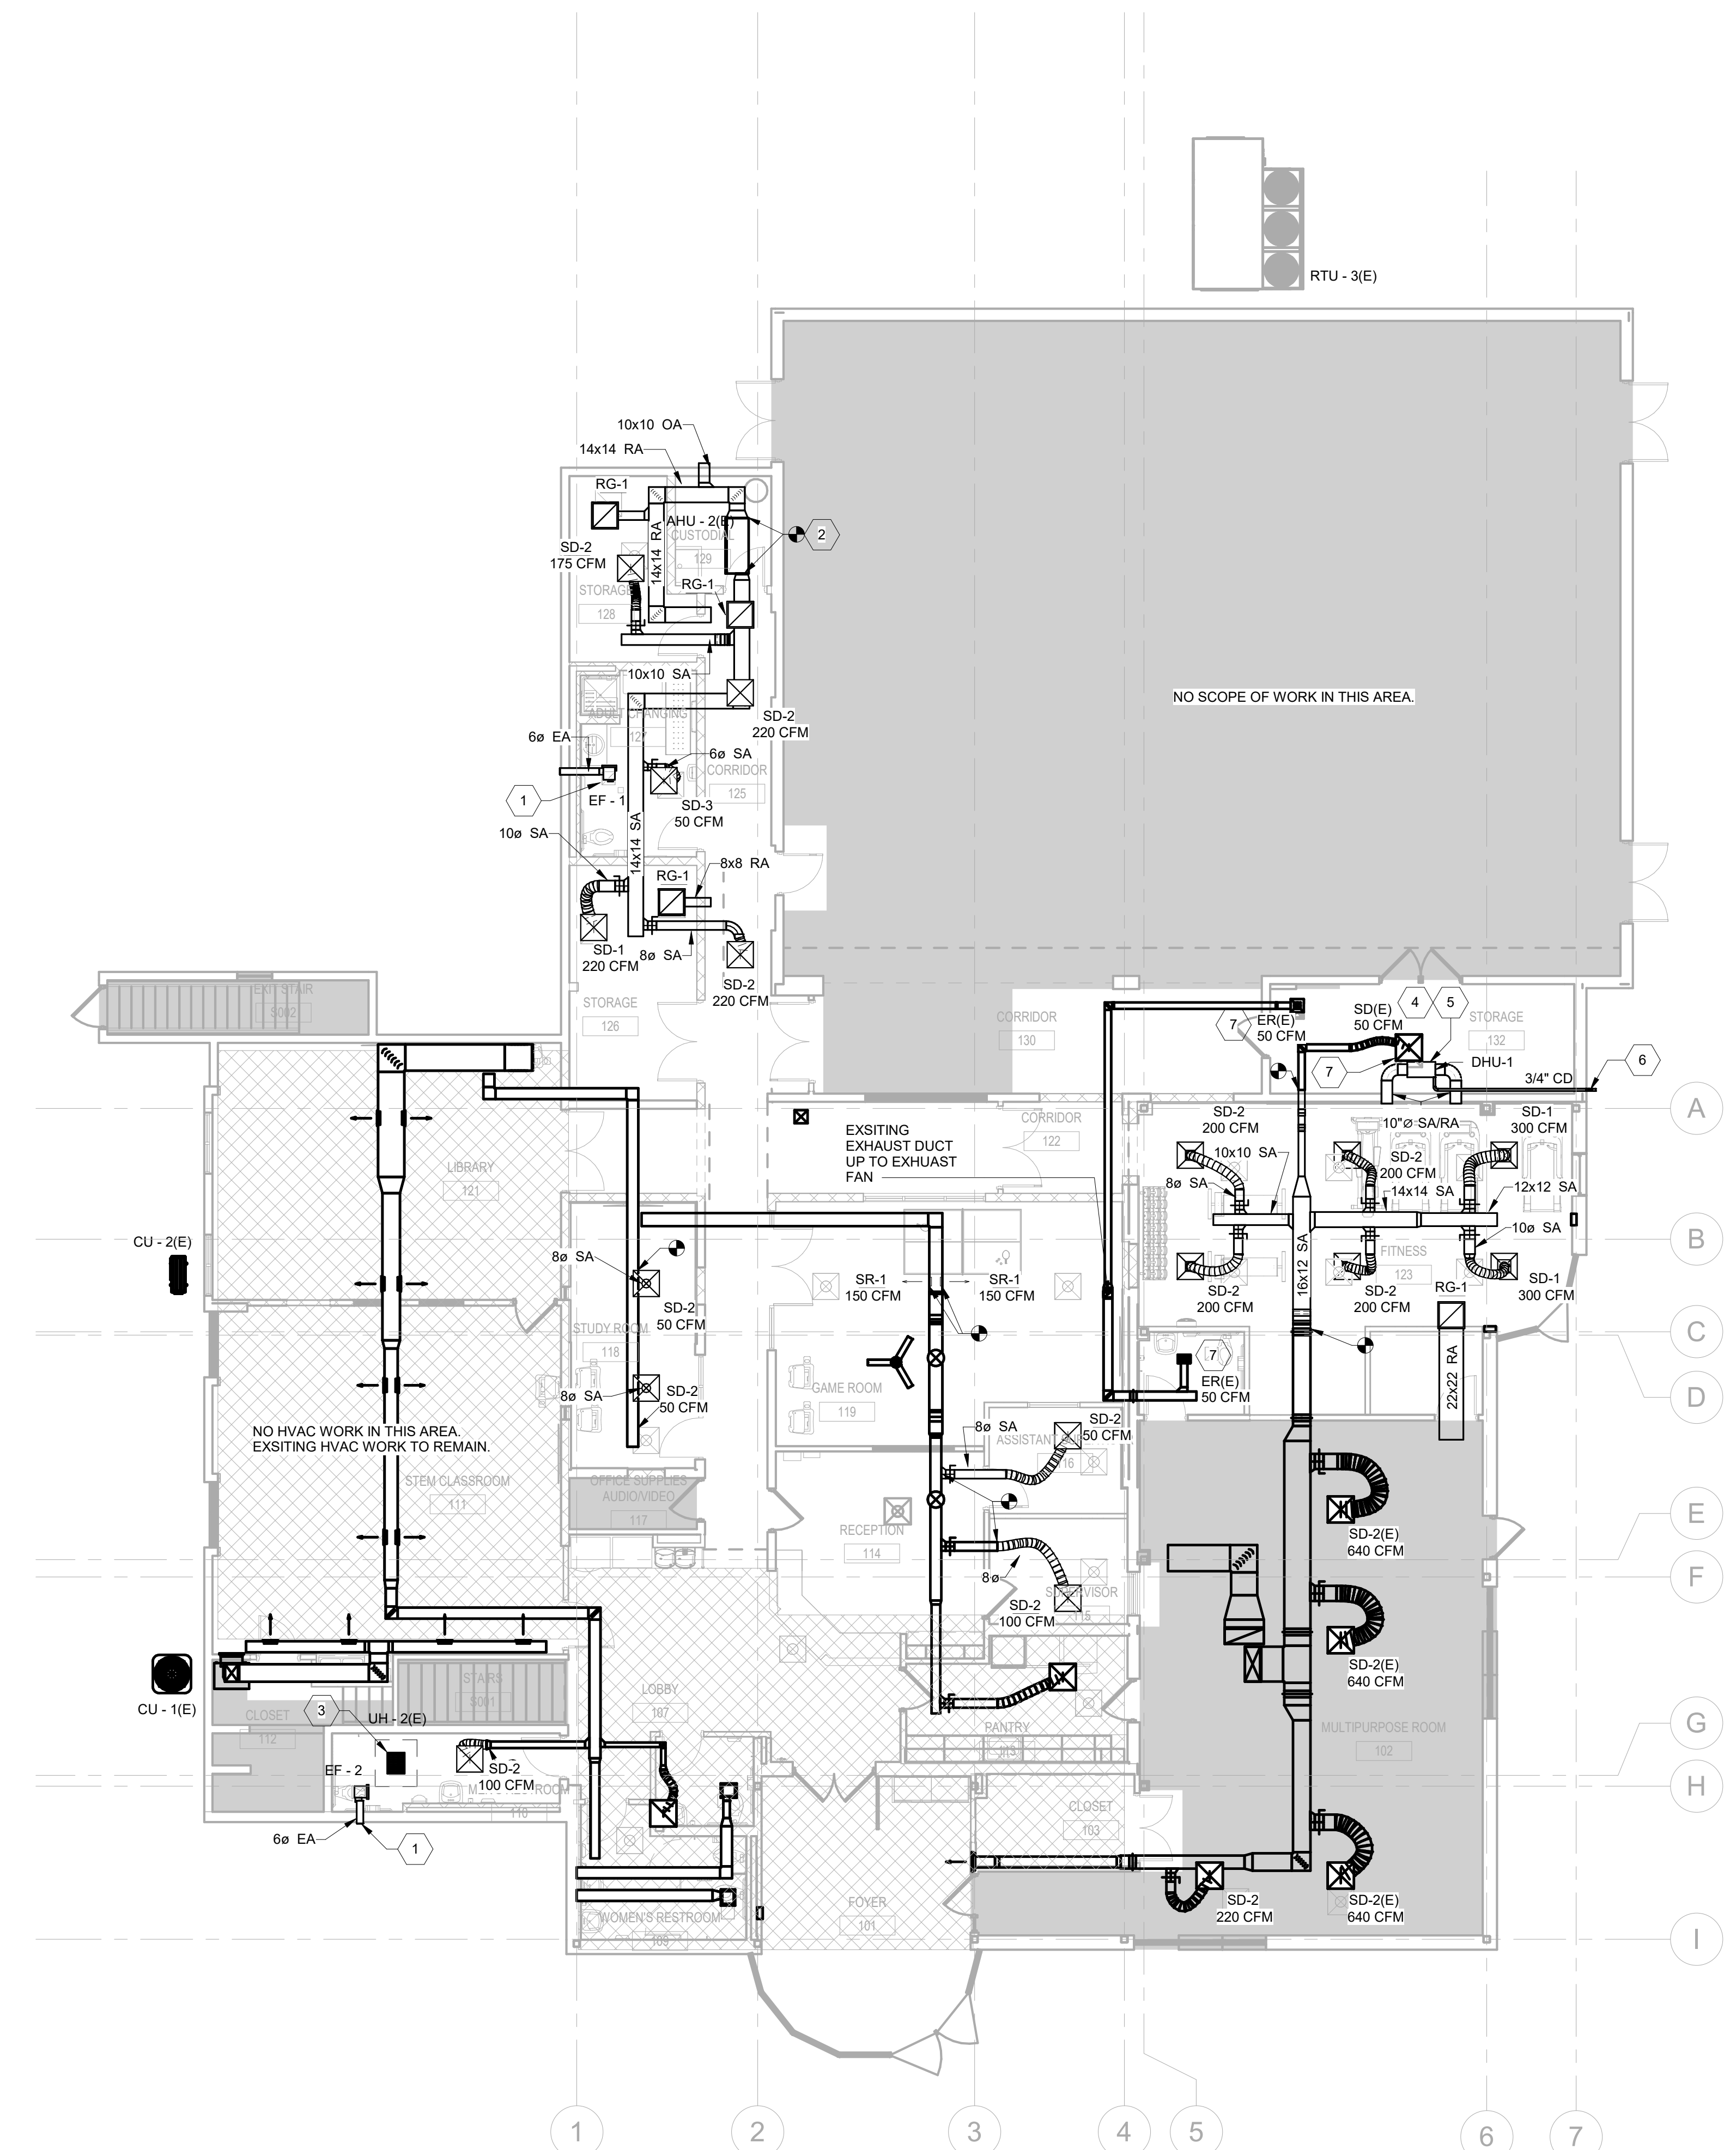 RTU - 3(E)
10x10 OA
14x14 RA
RG-1
AHU - 2(E)
CUSTODIAL
129
2
SD-2
175 CFM
14x14 RA
RG-1
STORAGE
128
10x10 SA
NO SCOPE OF WORK IN THIS AREA.
ADULT CHANGING
127
SD-2
220 CFM
6ø EA
6ø SA
CORRIDOR
125
1
EF - 1
SD-3
50 CFM
10ø SA
14x14 SA
8x8 RA
RG-1
SD-1
220 CFM
8ø SA
SD-2
220 CFM
EXIT STAIR
S002
STORAGE
126
CORRIDOR
130
7
ER(E)
50 CFM
SD(E)
50 CFM
4
5
STORAGE
132
7
DHU-1
6
3/4" CD
A
EXSITING
EXHAUST DUCT
UP TO EXHUAST
FAN
CORRIDOR
122
SD-2
200 CFM
10"Ø SA/RA
SD-1
300 CFM
LIBRARY
121
10x10 SA
SD-2
200 CFM
8ø SA
14x14 SA
12x12 SA
10ø SA
B
CU - 2(E)
8ø SA
16x12 SA
FITNESS
123
SR-1
150 CFM
SR-1
150 CFM
SD-2
200 CFM
SD-2
200 CFM
RG-1
SD-1
300 CFM
SD-2
50 CFM
STUDY ROOM
118
C
7
ER(E)
50 CFM
22x22 RA
D
GAME ROOM
119
8ø SA
SD-2
50 CFM
NO HVAC WORK IN THIS AREA.
EXSITING HVAC WORK TO REMAIN.
8ø SA
SD-2
50 CFM
STEM CLASSROOM
111
OFFICE SUPPLIES
AUDIO/VIDEO
117
RECEPTION
114
E
SD-2(E)
640 CFM
8ø
SD-2
100 CFM
SUPERVISOR
115
F
SD-2(E)
640 CFM
CU - 1(E)
STAIRS
S001
LOBBY
107
CLOSET
112
3
UH - 2(E)
PANTRY
MULTIPURPOSE ROOM
102
G
EF - 2
SD-2
100 CFM
H
6ø EA
1
CLOSET
103
FOYER
101
SD-2
220 CFM
SD-2(E)
640 CFM
WOMEN'S RESTROOM
109
I
1
2
3
4
5
6
7